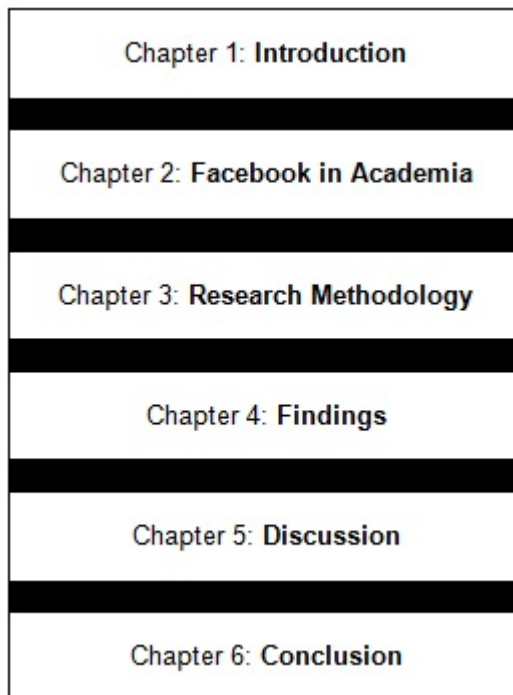 Chapter 1: Introduction
Chapter 2: Facebook in Academia
Chapter 3: Research Methodology
Chapter 4: Findings
Chapter 5: Discussion
Chapter 6: Conclusion